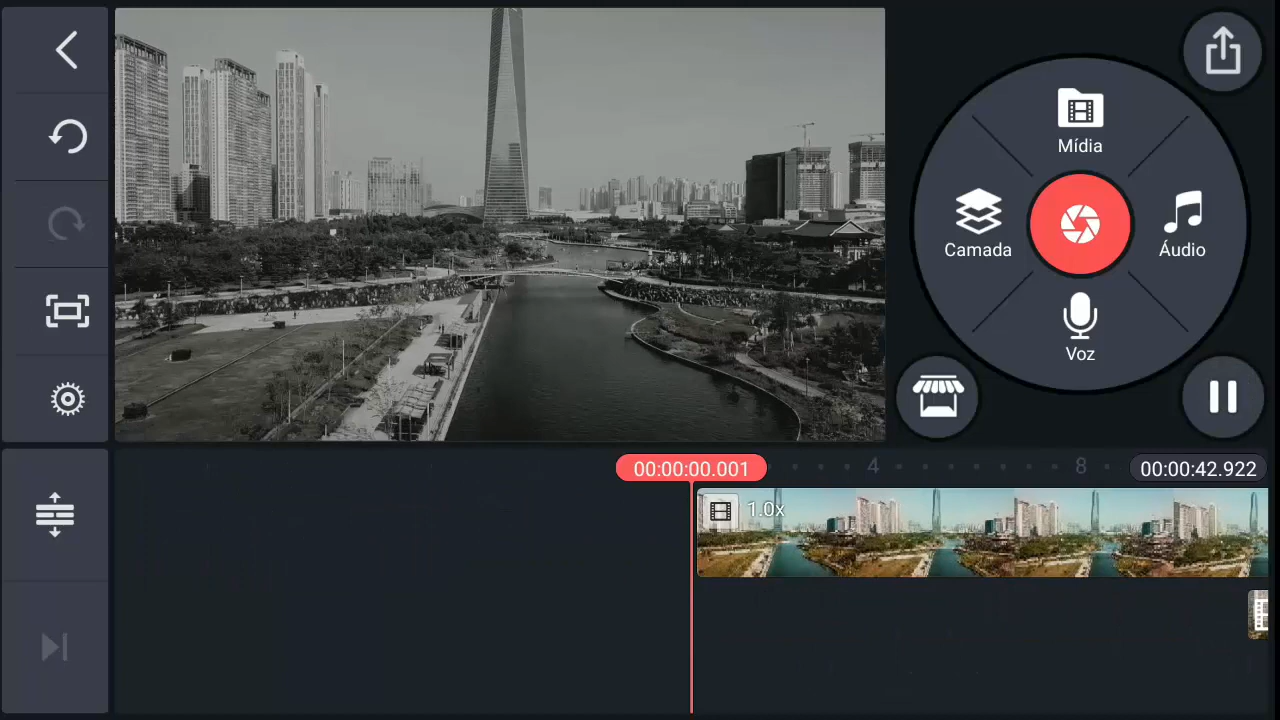 Mídia
Camada
Áudio
Voz
00:00:00.001
4
8
00:00:42.922
1.0x